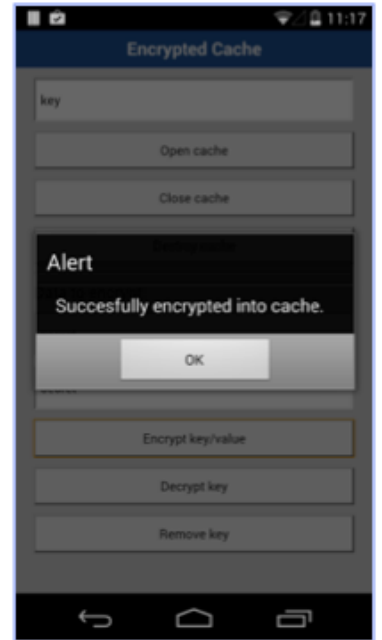 11:17
Encrypted Cache
key
Open cache
Close cache
Alert
Succesfully encrypted into cache.
OK
Encrypt key/value
Decrypt key
Remove key